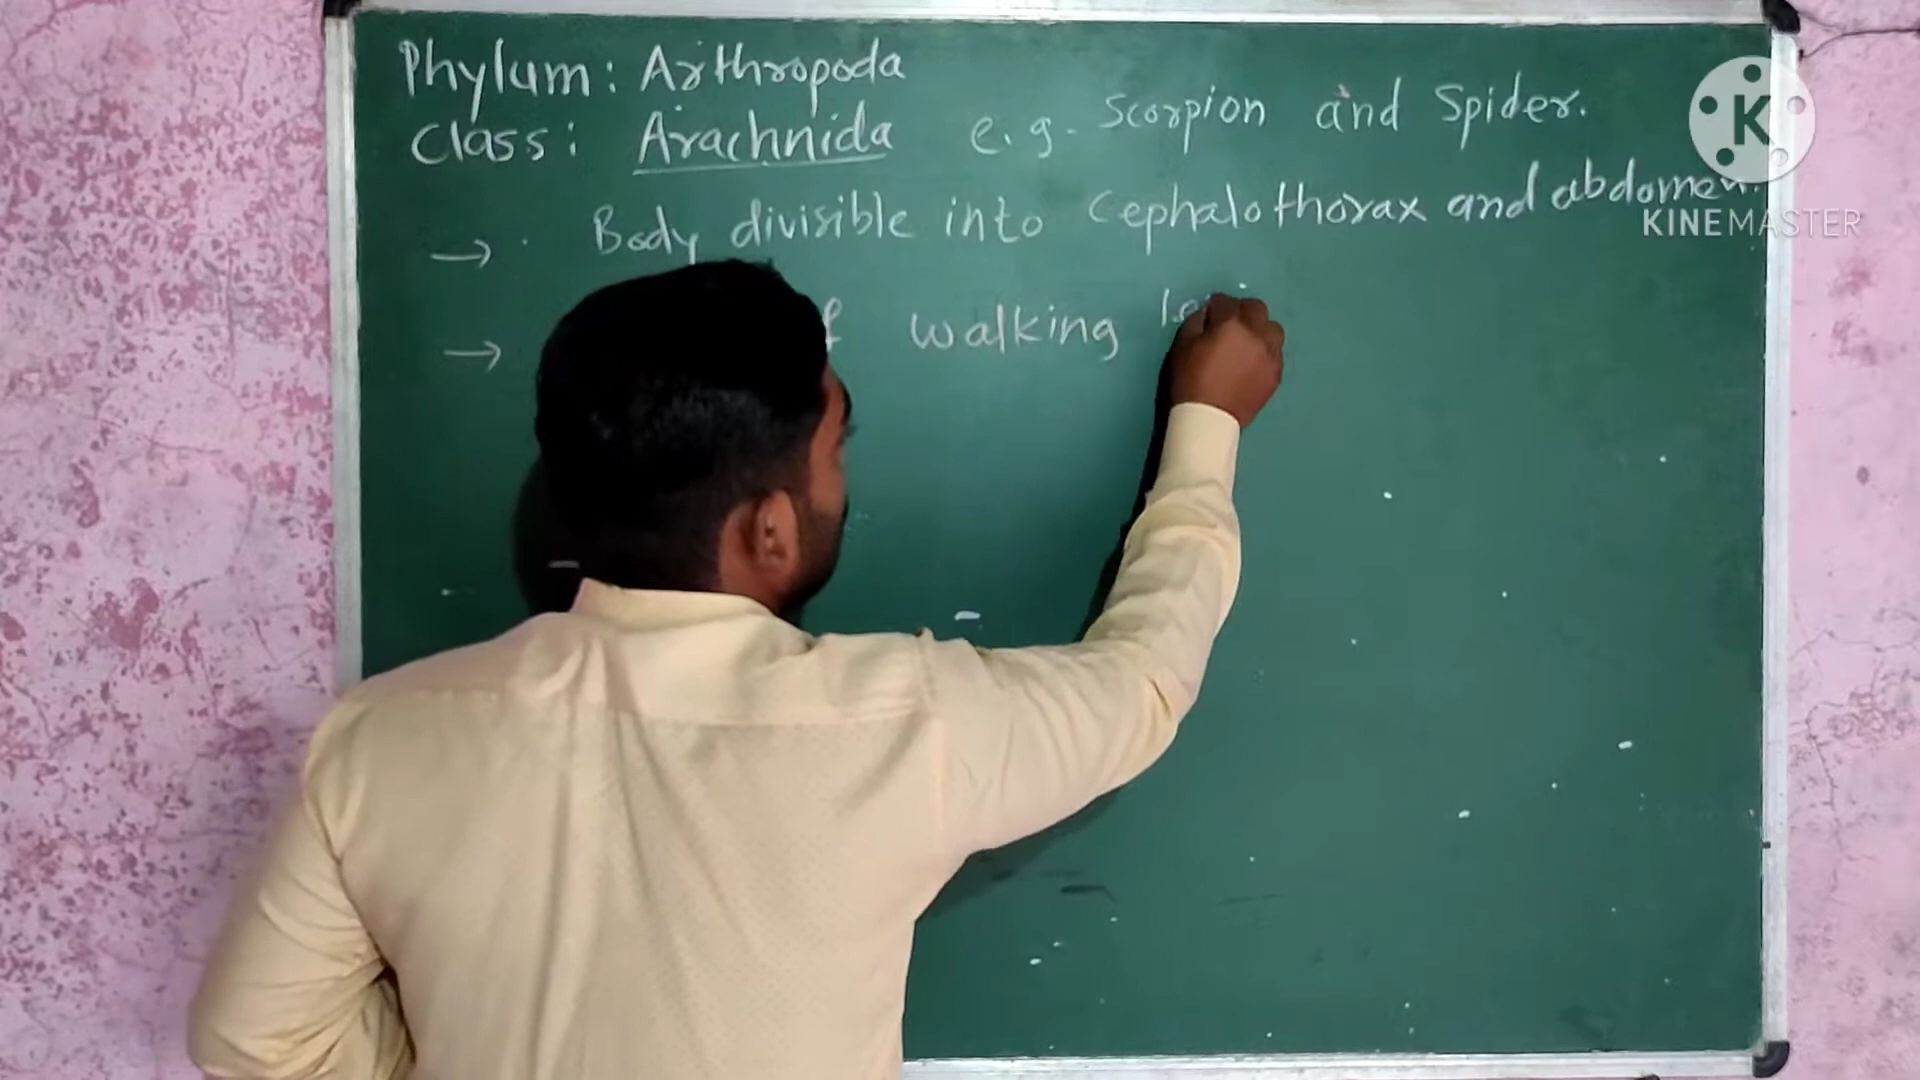 Phylum: Arthropoda
Class: Arachnida e.g. Scorpion and Spider.
→ Body divisible into Cephalothorax and abdomen.
→ walking
K
KINEMASTER